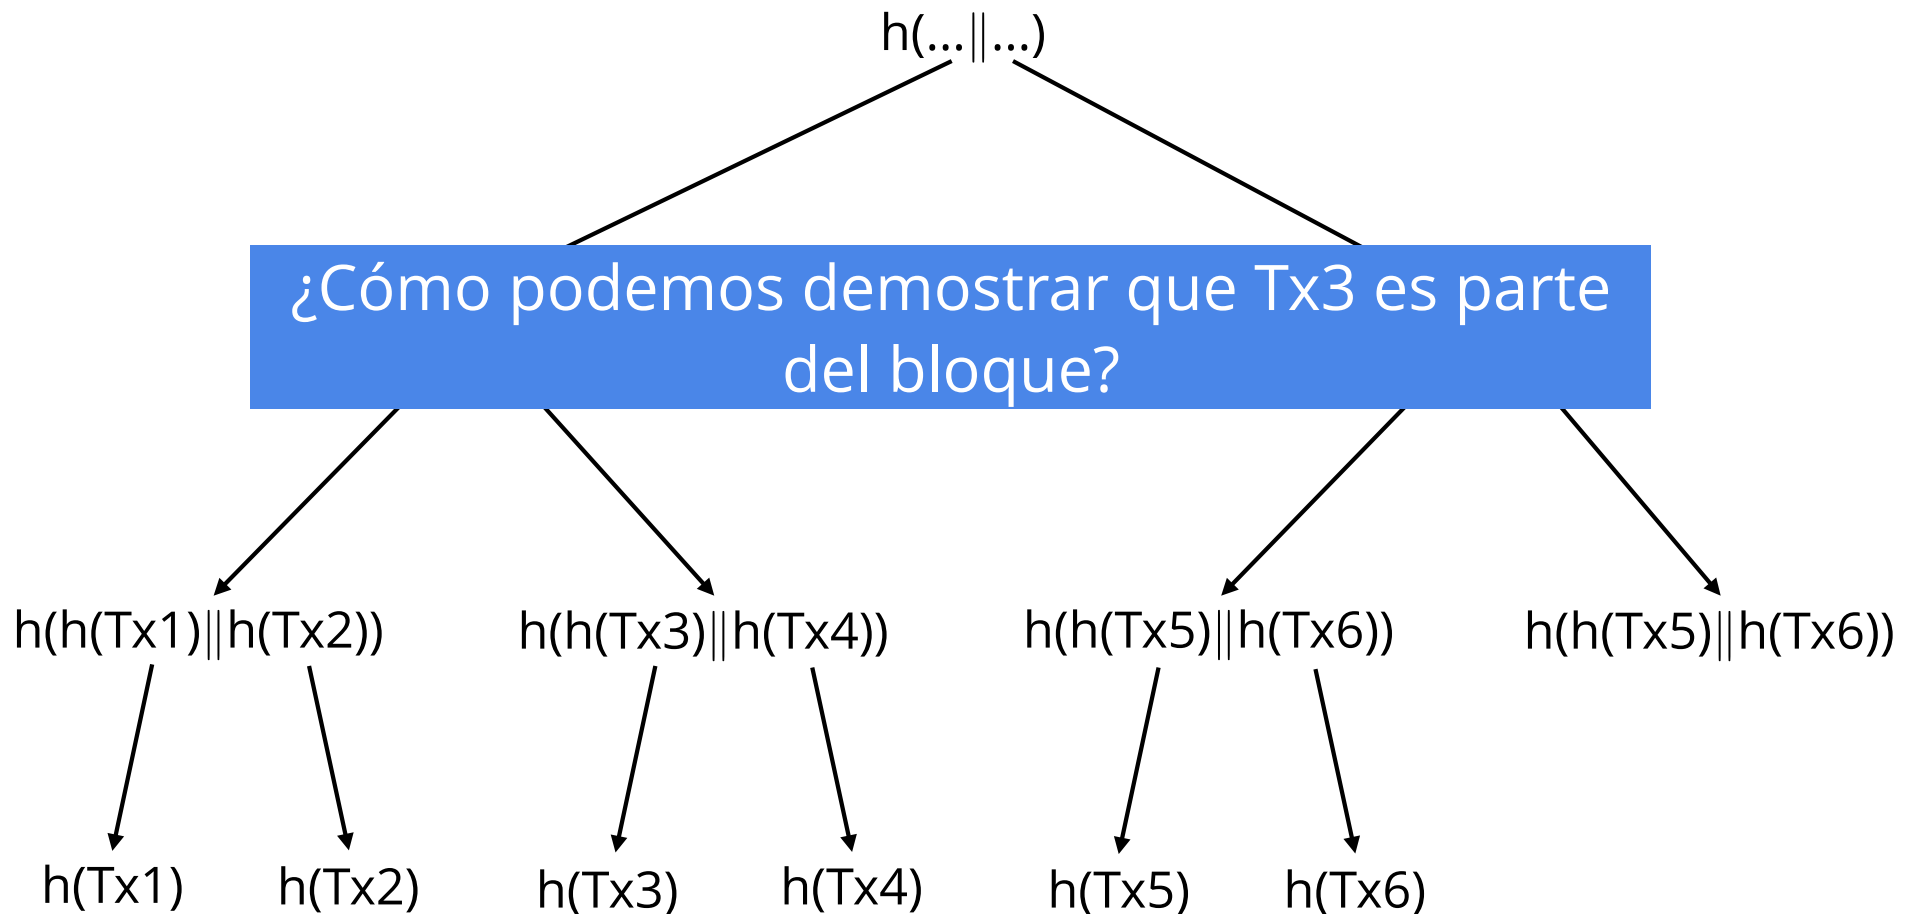 h(...||...)
¿Cómo podemos demostrar que Tx3 es parte
del bloque?
h(h(Tx1)||h(Tx2))
h(h(Tx3)||h(Tx4))
h(h(Tx5)||h(Tx6))
h(h(Tx5)||h(Tx6))
h(Tx1)
h(Tx2)
h(Tx3)
h(Tx4)
h(Tx5)
h(Tx6)